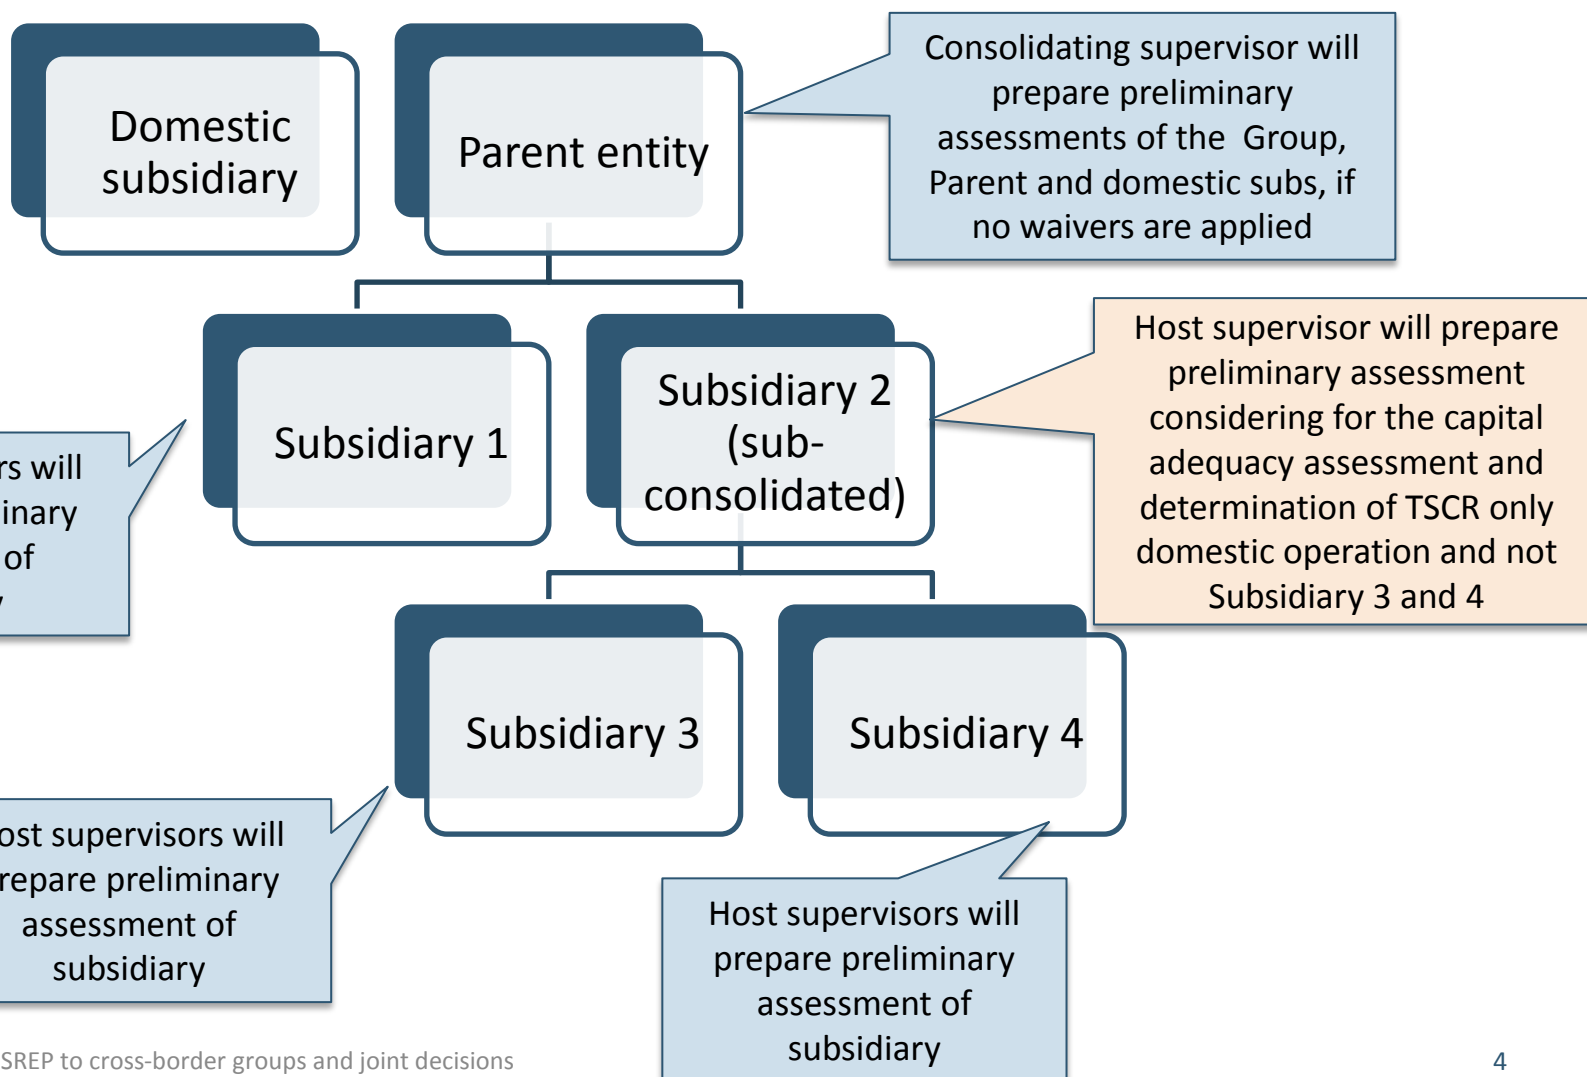 Domestic
subsidiary
Parent entity
Consolidating supervisor will
prepare preliminary
assessments of the Group,
Parent and domestic subs, if
no waivers are applied
Subsidiary 1
Subsidiary 2
(sub-
consolidated)
Host supervisor will prepare
preliminary assessment
considering for the capital
adequacy assessment and
determination of TSCR only
domestic operation and not
Subsidiary 3 and 4
will
of
Subsidiary 3
Subsidiary 4
supervisors will
preliminary
assessment of
subsidiary
Host supervisors will
prepare preliminary
assessment of
subsidiary
SREP to cross-border groups and joint decisions
4